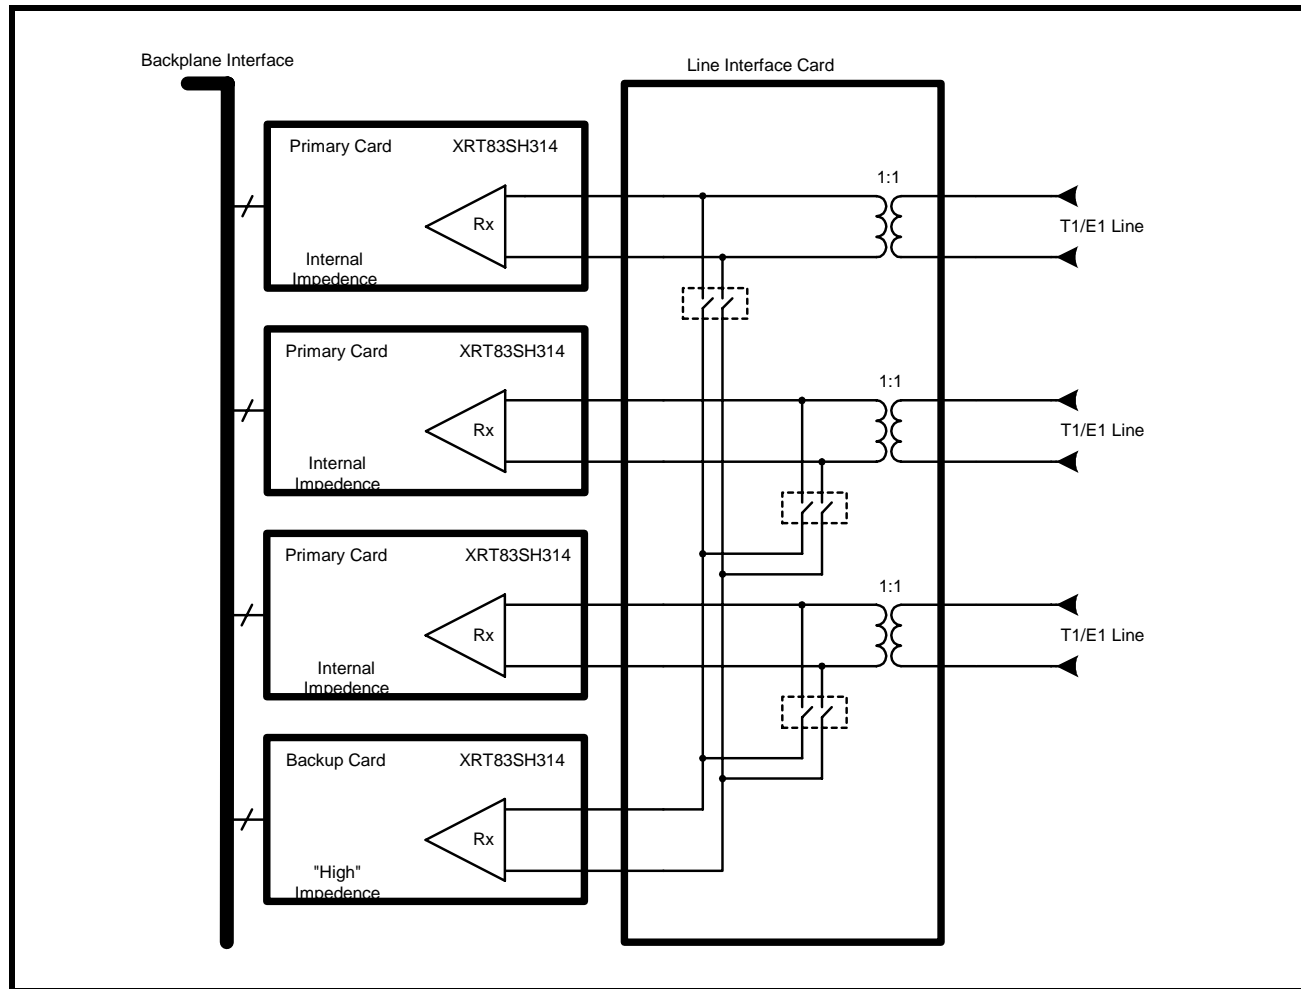 Backplane Interface
Line Interface Card
Primary Card XRT83SH314
Rx
Internal
Impedence
1:1
T1/E1 Line
Primary Card XRT83SH314
Rx
Internal
Impedence
1:1
T1/E1 Line
Primary Card XRT83SH314
Rx
Internal
Impedence
1:1
T1/E1 Line
Backup Card XRT83SH314
Rx
"High"
Impedence